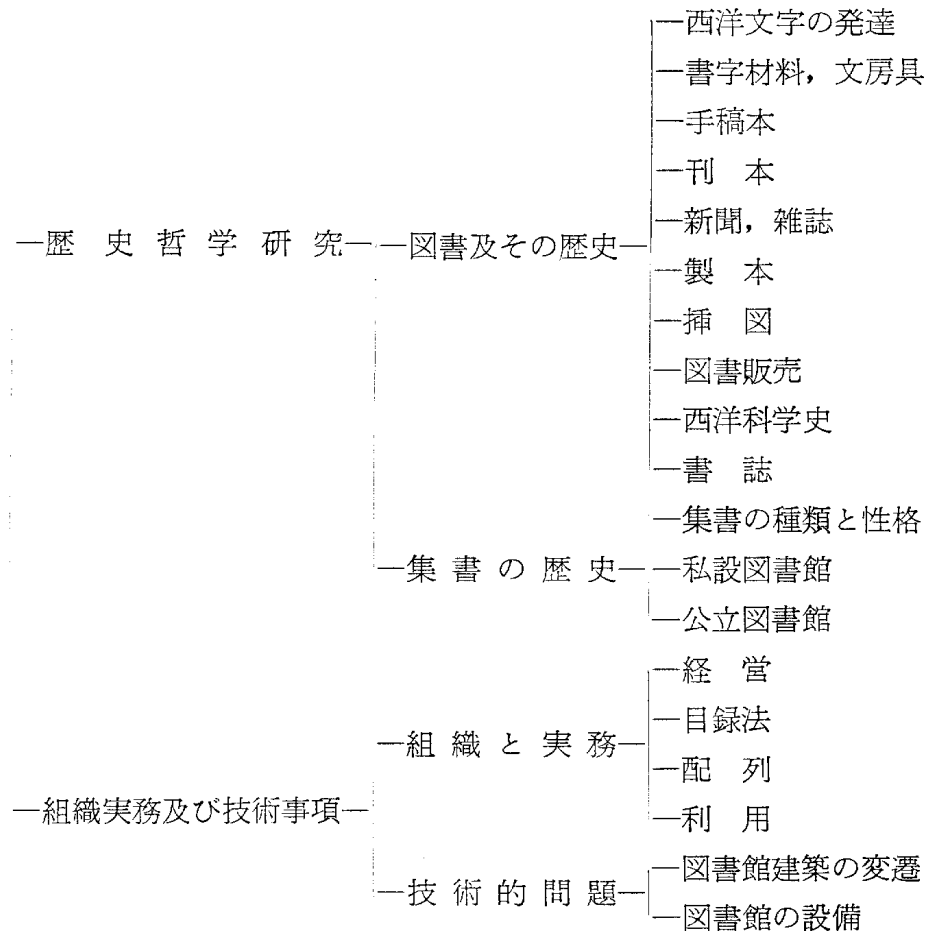 西洋文字の発達
書字材料，文房具
手稿本
刊本
新聞，雑誌
歴史哲学研究 図書及その歴史
製本
挿図
図書販売
西洋科学史
書誌
集書の種類と性格
集書の歴史 私設図書館
公立図書館
経営
目録法
組織と実務
配列
組織実務及び技術事項 利用
図書館建築の変遷
技術的問題
図書館の設備